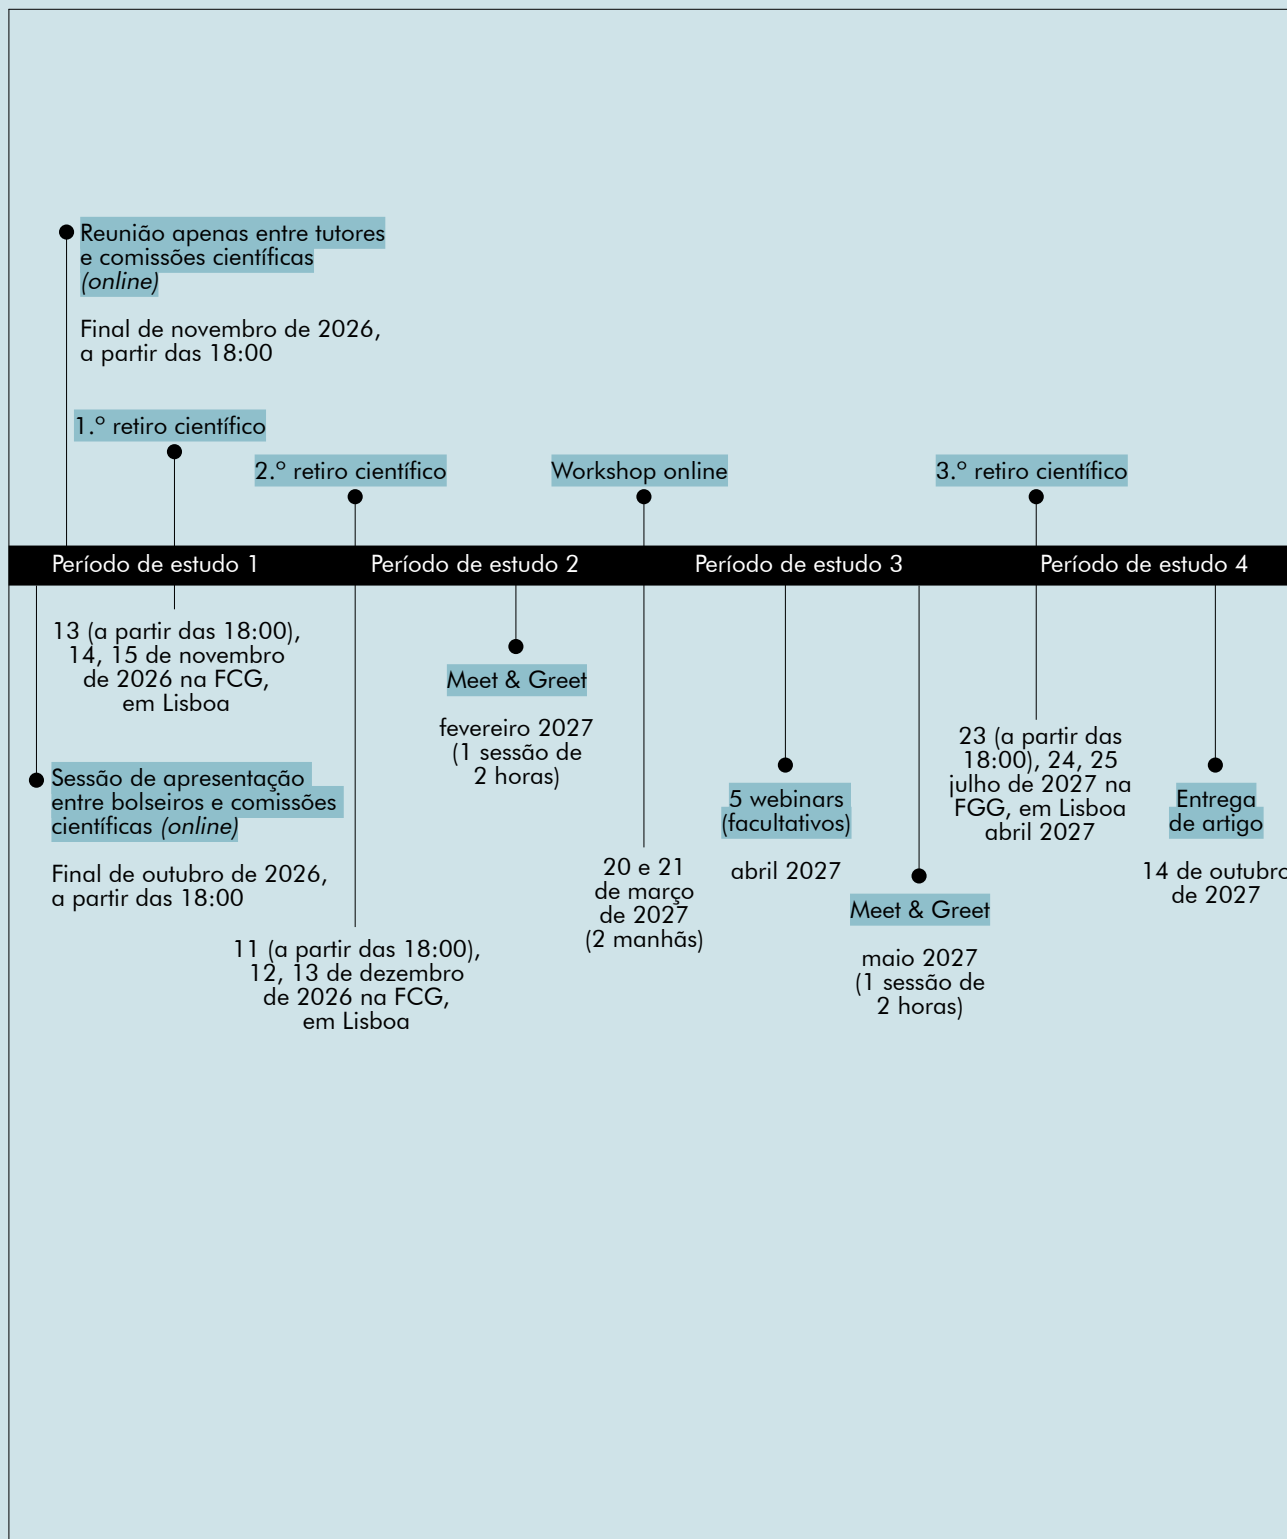 Reunião apenas entre tutores
e comissões científicas
(online)
Final de novembro de 2026,
a partir das 18:00
1.º retiro científico
2.º retiro científico
Workshop online
3.º retiro científico
Período de estudo 1
Período de estudo 2
Período de estudo 3
Período de estudo 4
13 (a partir das 18:00),
14, 15 de novembro
de 2026 na FCG,
em Lisboa
Sessão de apresentação
entre bolseiros e comissões
científicas (online)
Final de outubro de 2026,
a partir das 18:00
11 (a partir das 18:00),
12, 13 de dezembro
de 2026 na FCG,
em Lisboa
Meet & Greet
fevereiro 2027
(1 sessão de
2 horas)
20 e 21
de março
de 2027
(2 manhãs)
5 webinars
(facultativos)
abril 2027
Meet & Greet
maio 2027
(1 sessão de
2 horas)
23 (a partir das
18:00), 24, 25
julho de 2027 na
FGG, em Lisboa
abril 2027
Entrega
de artigo
14 de outubro
de 2027